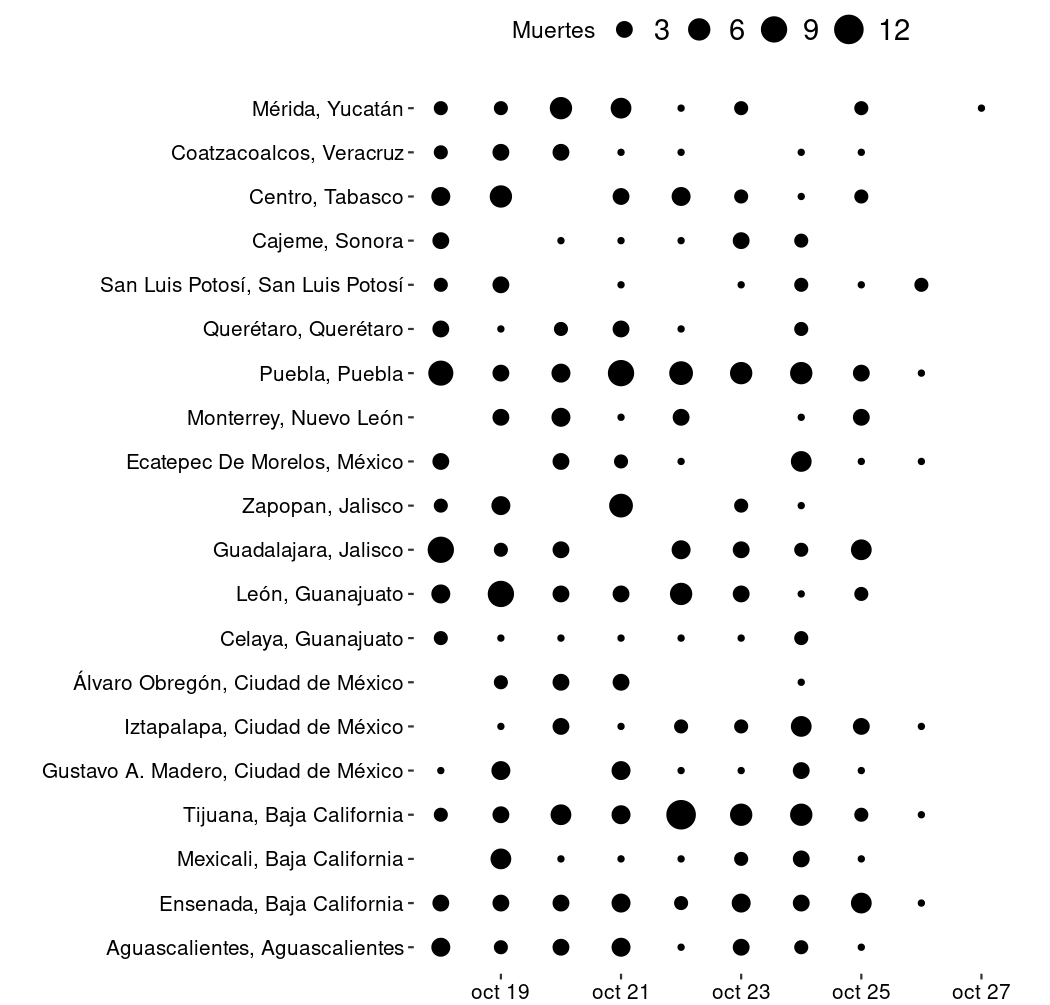 Muertes 3 6 9 12
Mérida, Yucatán
Coatzacoalcos, Veracruz
Centro, Tabasco
Cajeme, Sonora
San Luis Potosí, San Luis Potosí
Querétaro, Querétaro
Puebla, Puebla
Monterrey, Nuevo León
Ecatepec De Morelos, México
Zapopan, Jalisco
Guadalajara, Jalisco
León, Guanajuato
Celaya, Guanajuato
Álvaro Obregón, Ciudad de México
Iztapalapa, Ciudad de México
Gustavo A. Madero, Ciudad de México
Tijuana, Baja California
Mexicali, Baja California
Ensenada, Baja California
Aguascalientes, Aguascalientes
oct 19 oct 21 oct 23 oct 25 oct 27